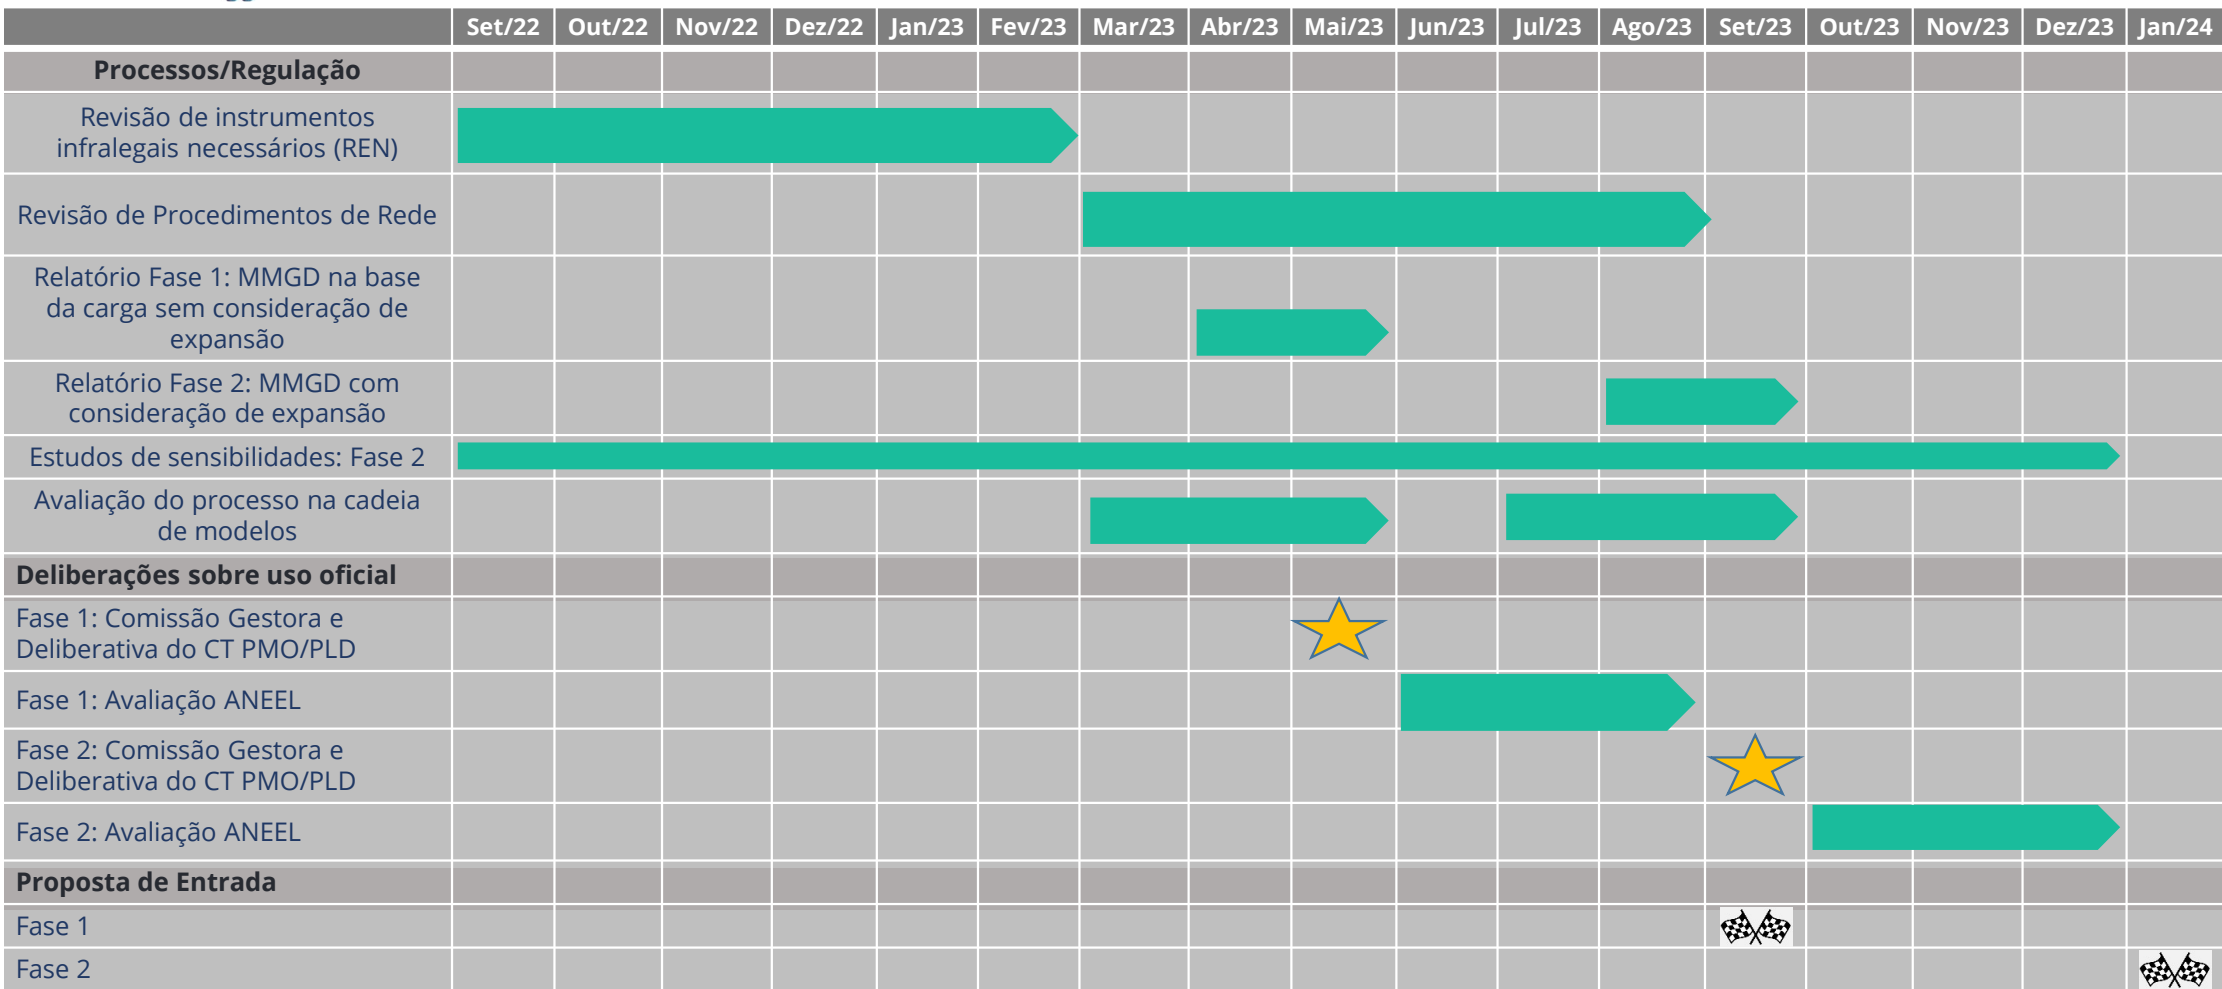 Set/22 Out/22 Nov/22 Dez/22 Jan/23 Fev/23 Mar/23 Abr/23 Mai/23 Jun/23 Jul/23 Ago/23 Set/23 Out/23 Nov/23 Dez/23 Jan/24
Processos/Regulação
Revisão de instrumentos
infralegais necessários (REN)
Revisão de Procedimentos de Rede
Relatório Fase 1: MMGD na base
da carga sem consideração de
expansão
Relatório Fase 2: MMGD com
consideração de expansão
Estudos de sensibilidades: Fase 2
Avaliação do processo na cadeia
de modelos
Deliberações sobre uso oficial
Fase 1: Comissão Gestora e
Deliberativa do CT PMO/PLD
Fase 1: Avaliação ANEEL
Fase 2: Comissão Gestora e
Deliberativa do CT PMO/PLD
Fase 2: Avaliação ANEEL
Proposta de Entrada
Fase 1
Fase 2